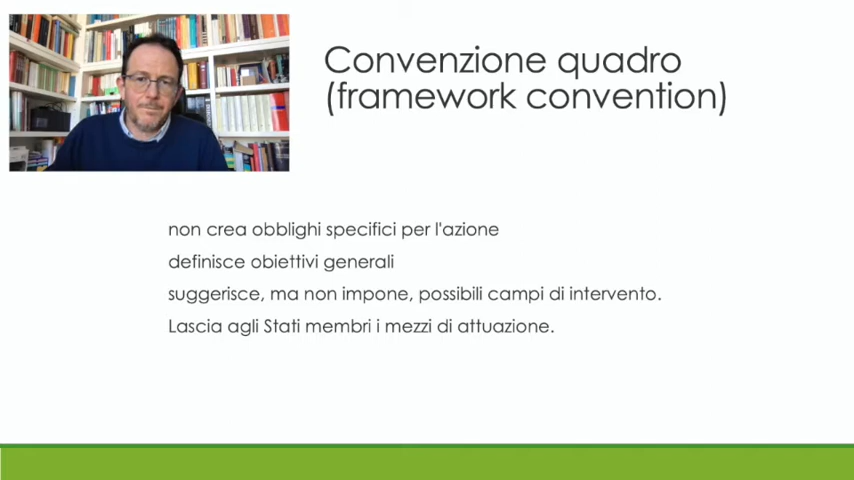 Convenzione quadro
(framework convention)
non crea obblighi specifici per l'azione
definisce obiettivi generali
suggerisce, ma non impone, possibili campi di intervento.
Lascia agli Stati membri i mezzi di attuazione.